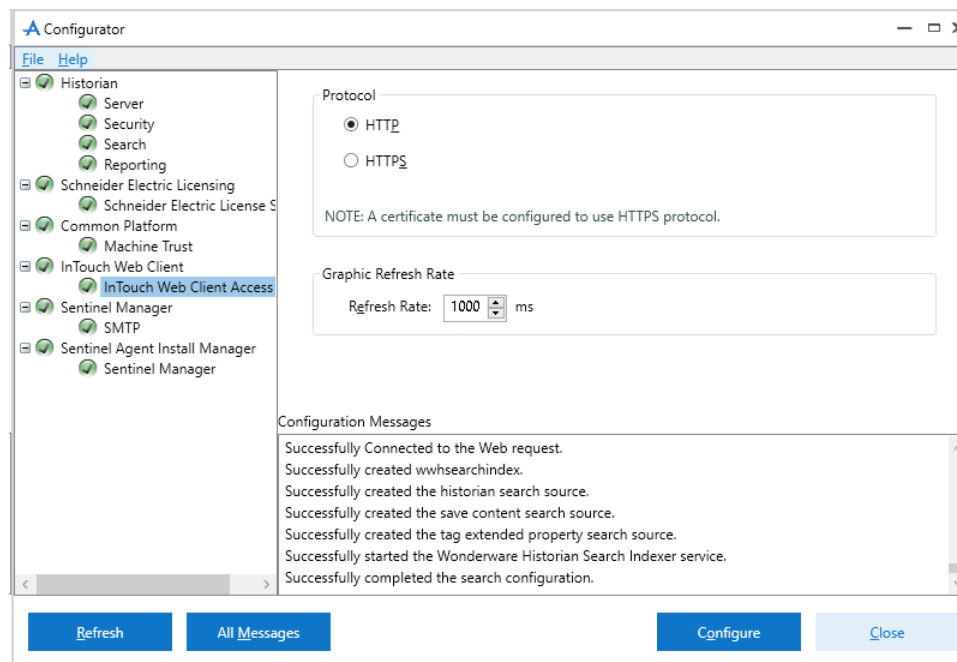 Configurator
File Help
Historian
Server
Security
Search
Reporting
Schneider Electric Licensing
Schneider Electric License S
Common Platform
Machine Trust
InTouch Web Client
InTouch Web Client Access
Sentinel Manager
SMTP
Sentinel Agent Install Manager
Sentinel Manager
Protocol
HTTP
HTTPS
NOTE: A certificate must be configured to use HTTPS protocol.
Graphic Refresh Rate
Refresh Rate: 1000 ms
Configuration Messages
Successfully Connected to the Web request.
Successfully created wwhsearchindex.
Successfully created the historian search source.
Successfully created the save content search source.
Successfully created the tag extended property search source.
Successfully started the Wonderware Historian Search Indexer service.
Successfully completed the search configuration.
Refresh All Messages Configure Close